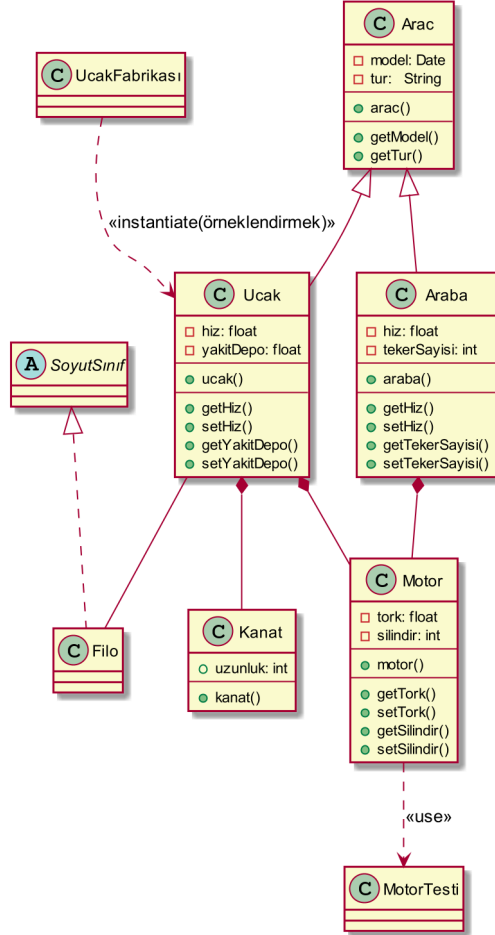 C Arac
model: Date
tur: String
arac()
getModel()
getTur()
C UcakFabrikası
«instantiate(örneklendirmek)»
C Ucak
hiz: float
yakitDepo: float
ucak()
getHiz()
setHiz()
getYakitDepo()
setYakitDepo()
C Araba
hiz: float
tekerSayisi: int
araba()
getHiz()
setHiz()
getTekerSayisi()
setTekerSayisi()
A SoyutSınıf
C Filo
C Kanat
uzunluk: int
kanat()
C Motor
tork: float
silindir: int
motor()
getTork()
setTork()
getSilindir()
setSilindir()
«use»
C MotorTesti